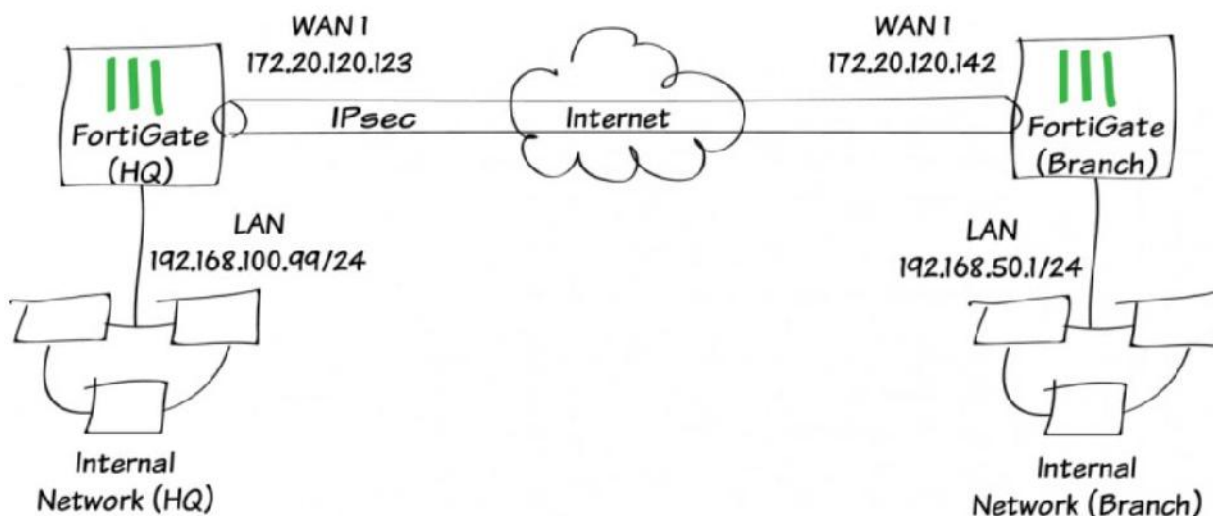 WAN 1
172.20.120.123
WAN 1
172.20.120.142
FortiGate
(HQ)
IPsec
Internet
FortiGate
(Branch)
LAN
192.168.100.99/24
LAN
192.168.50.1/24
Internal
Network (HQ)
Internal
Network (Branch)